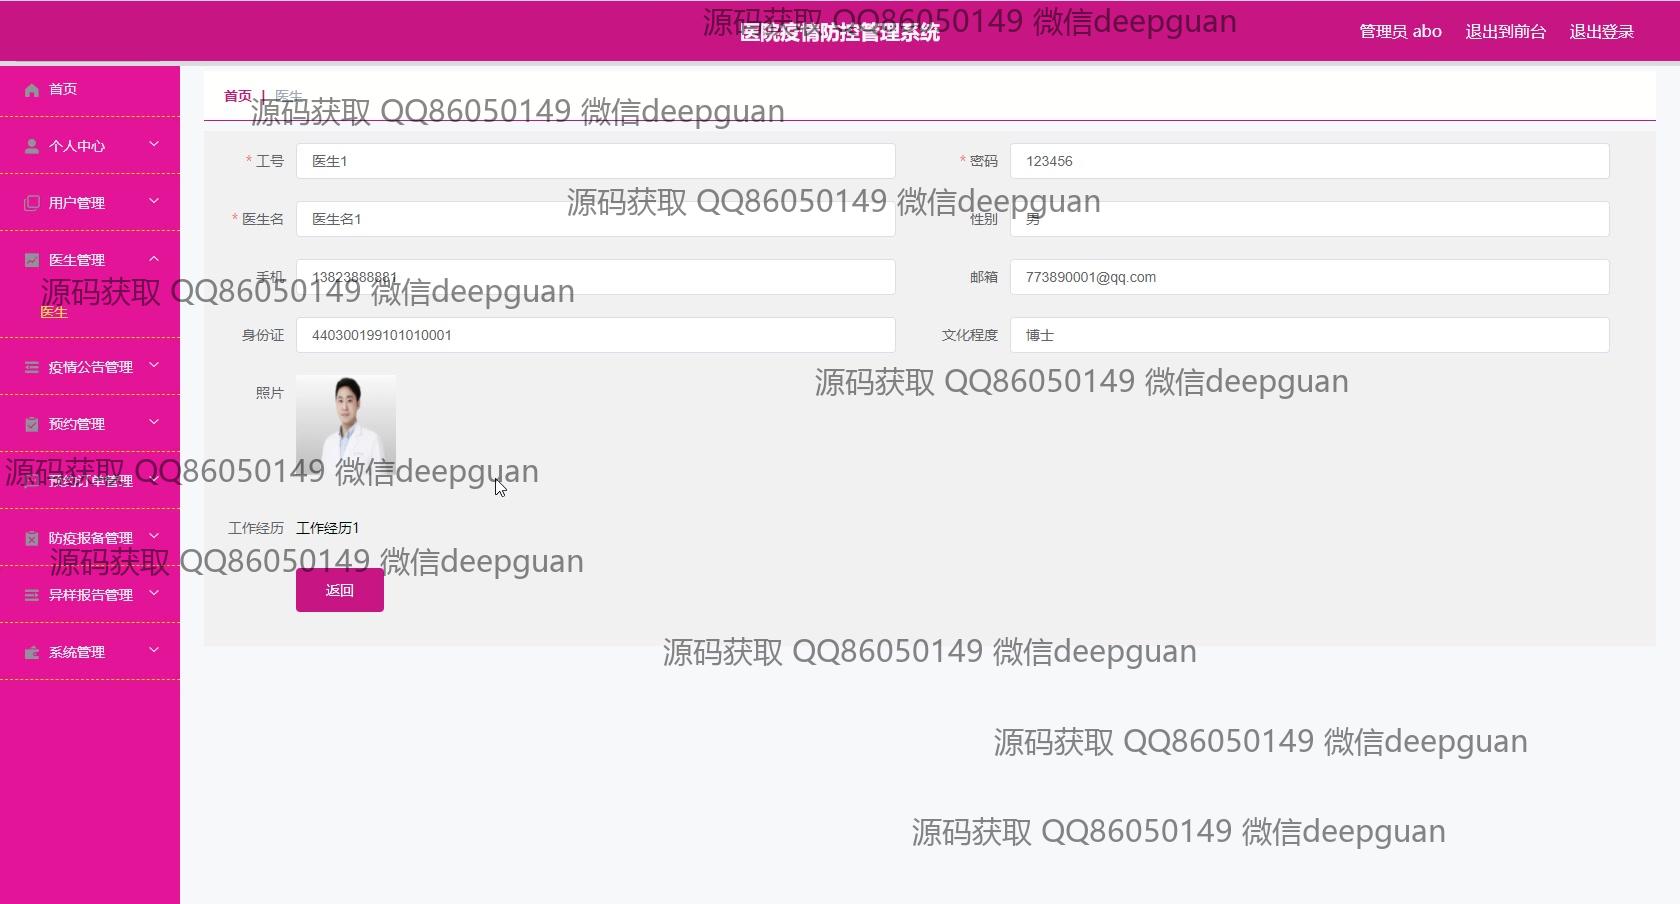 源码获取 QQ86050149 微信deepguan
医院疫情防控管理系统
管理员 abo 退出到前台 退出登录
首页
首页 | 医生
源码获取 QQ86050149 微信deepguan
个人中心
* 工号 医生1 * 密码 123456
用户管理
源码获取 QQ86050149 微信deepguan
* 医生名 医生名1 性别 男
医生管理
手机 13823888881 邮箱 773890001@qq.com
源码获取 QQ86050149 微信deepguan
医生
身份证 440300199101010001 文化程度 博士
疫情公告管理
源码获取 QQ86050149 微信deepguan
照片
预约管理
源码获取 QQ86050149 微信deepguan
预约订单管理
工作经历 工作经历1
防疫报备管理
源码获取 QQ86050149 微信deepguan
返回
异样报告管理
系统管理
源码获取 QQ86050149 微信deepguan
源码获取 QQ86050149 微信deepguan
源码获取 QQ86050149 微信deepguan